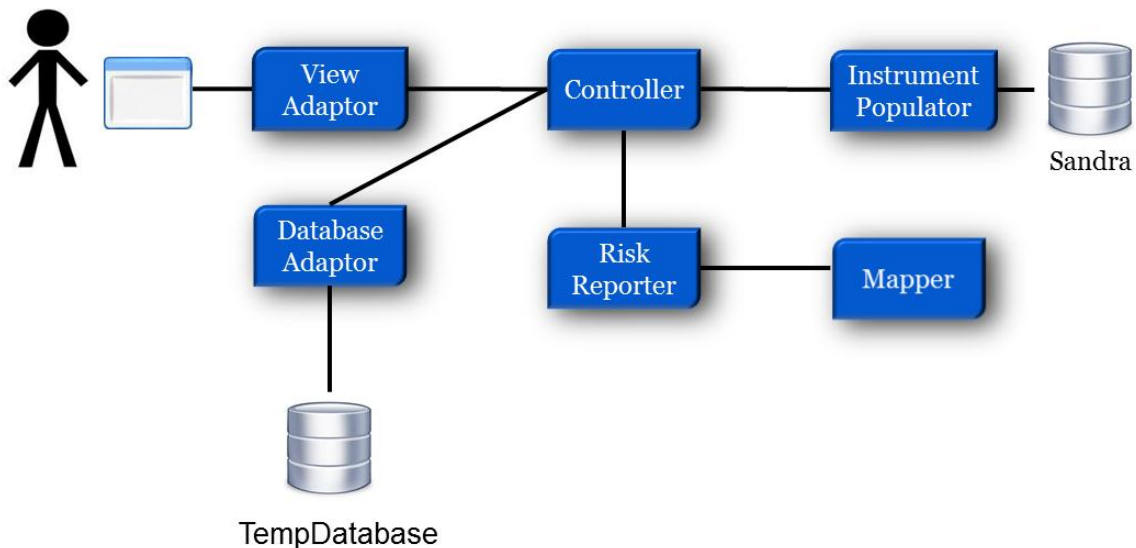 View
Adaptor
Controller
Instrument
Populator
Sandra
Database
Adaptor
Risk
Reporter
Mapper
TempDatabase